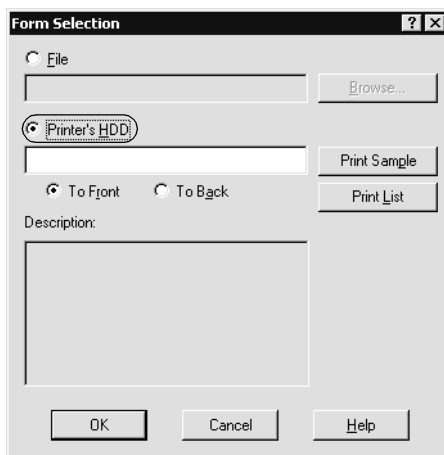 Form Selection
File
Browse...
Printer's HDD
Print Sample
To Front To Back
Print List
Description:
OK Cancel Help